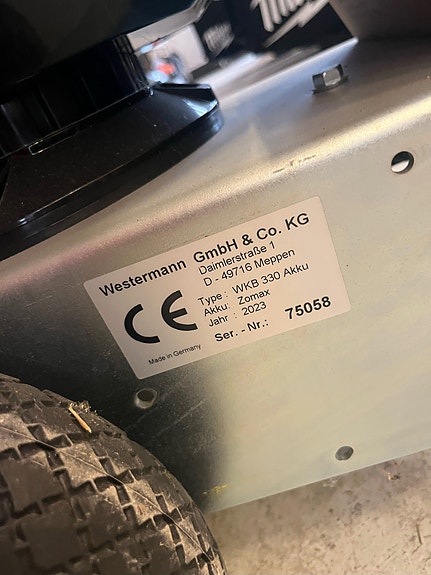 Westermann GmbH & Co. KG
Daimlerstraße 1
D - 49716 Meppen
Type : WKB 330 Akku
Akku: Zomax
Jahr : 2023
Ser. - Nr.: 75058
CE
Made in Germany